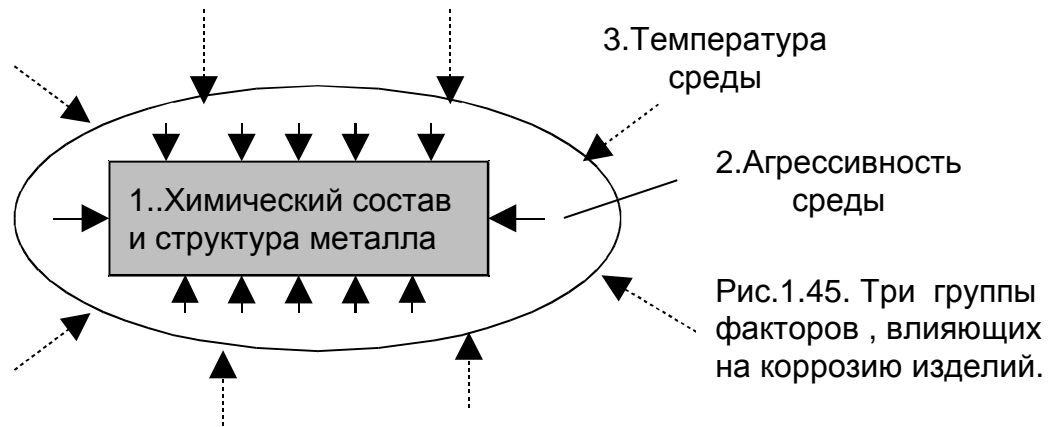 3.Температура
среды
2.Агрессивность
среды
1..Химический состав
и структура металла
Рис.1.45. Три группы
факторов , влияющих
на коррозию изделий.